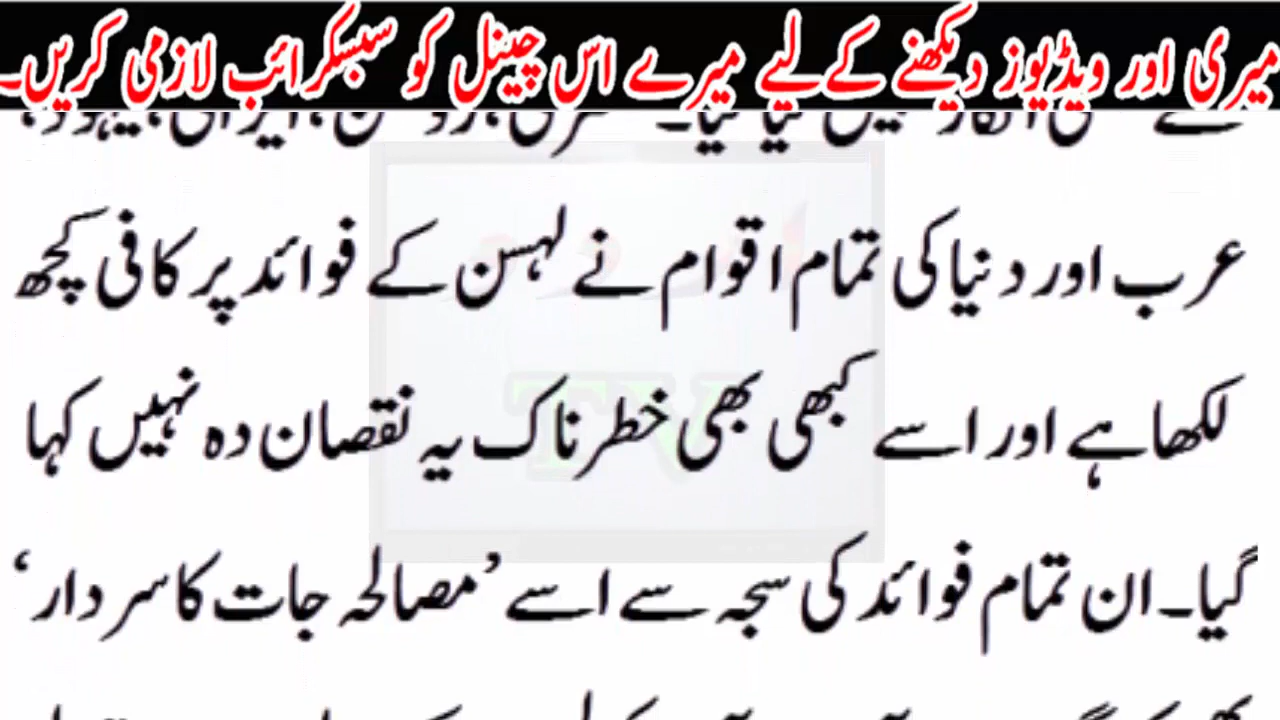 میری اور ویڈیوز دیکھنے کے لیے میرے اس چینل کو سبسکرائب لازمی کریں۔
عرب اور دنیا کی تمام اقوام نے لہسن کے فوائد پر کافی کچھ
لکھا ہے اور اسے کبھی بھی خطرناک یہ نقصان دہ نہیں کہا
گیا۔ ان تمام فوائد کی سجہ سے اسے ’مصالحہ جات کا سردار‘
TV